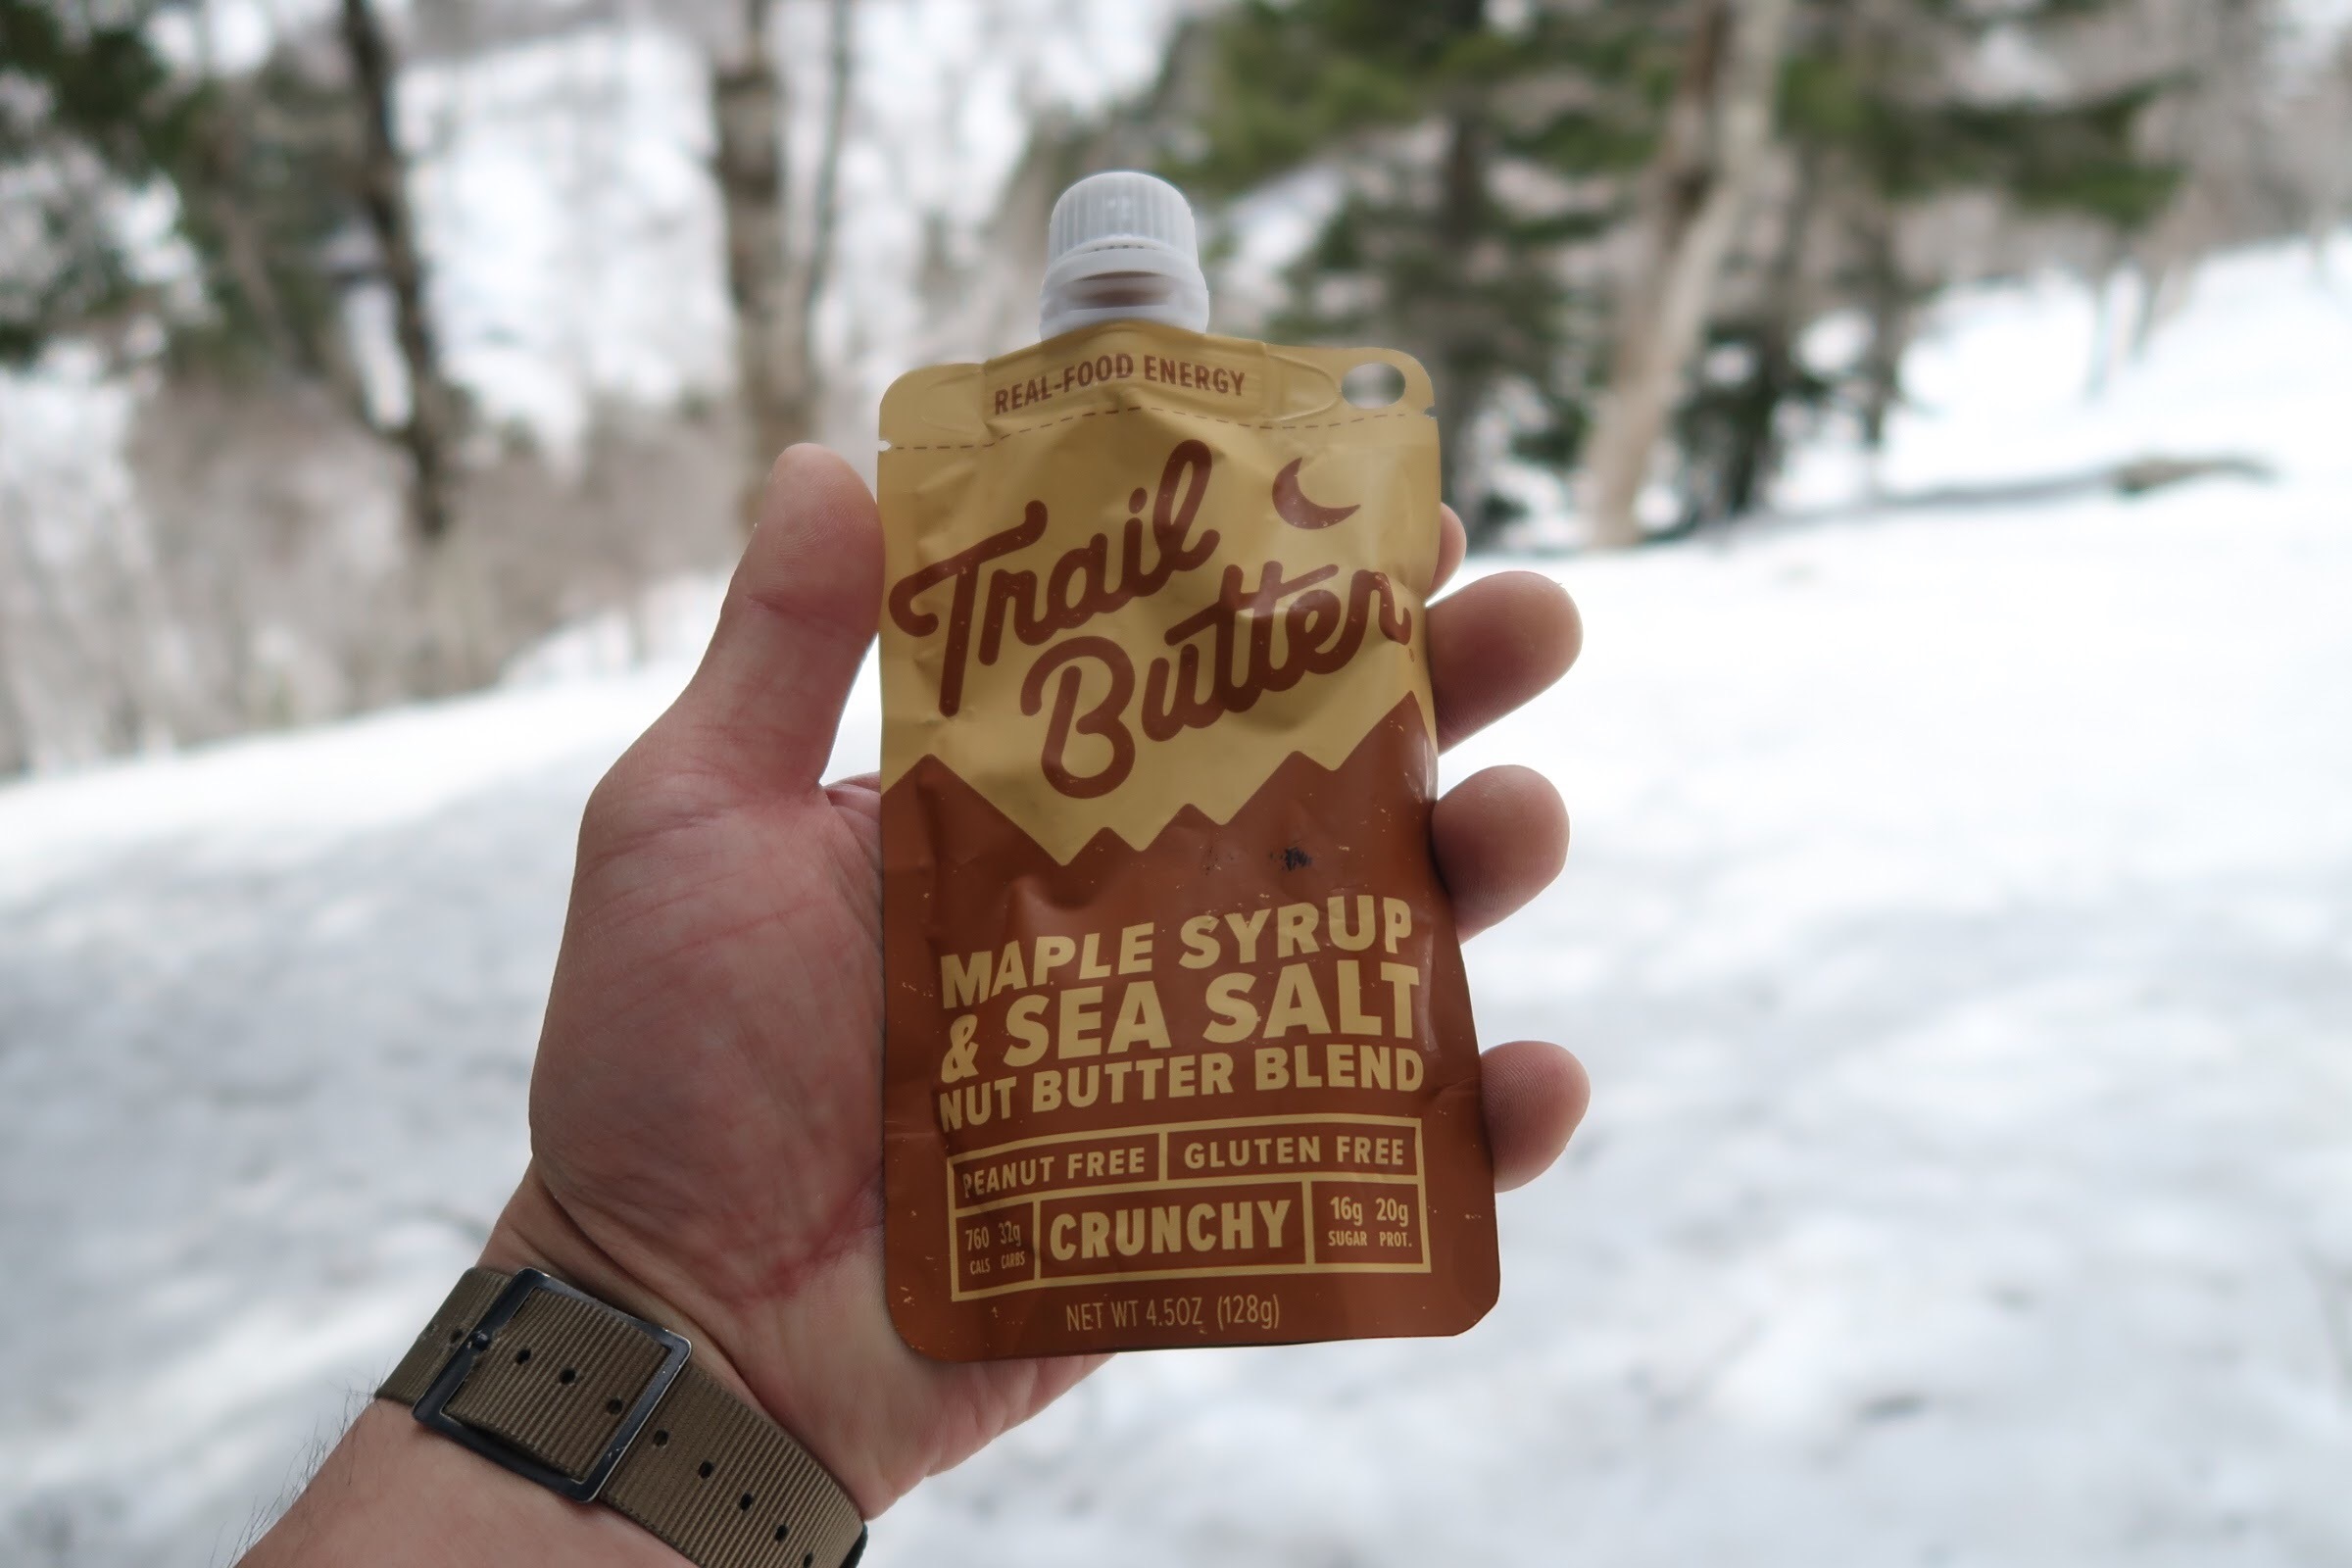 REAL-FOOD ENERGY
Trail
Butter
MAPLE SYRUP
& SEA SALT
NUT BUTTER BLEND
PEANUT FREE GLUTEN FREE
760 32g CRUNCHY 16g 20g
CALS CARBS SUGAR PROT.
NET WT 4.5OZ (128g)